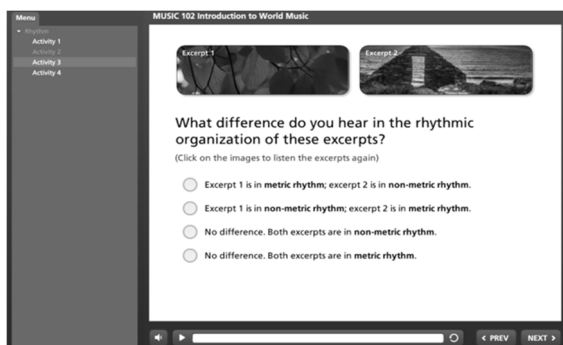 Menu
MUSIC 102 Introduction to World Music
Rhythm
Activity 1
Activity 2
Activity 3
Activity 4
Excerpt 1
Excerpt 2
What difference do you hear in the rhythmic
organization of these excerpts?
(Click on the images to listen the excerpts again)
Excerpt 1 is in metric rhythm; excerpt 2 is in non-metric rhythm.
Excerpt 1 is in non-metric rhythm; excerpt 2 is in metric rhythm.
No difference. Both excerpts are in non-metric rhythm.
No difference. Both excerpts are in metric rhythm.
< PREV
NEXT >